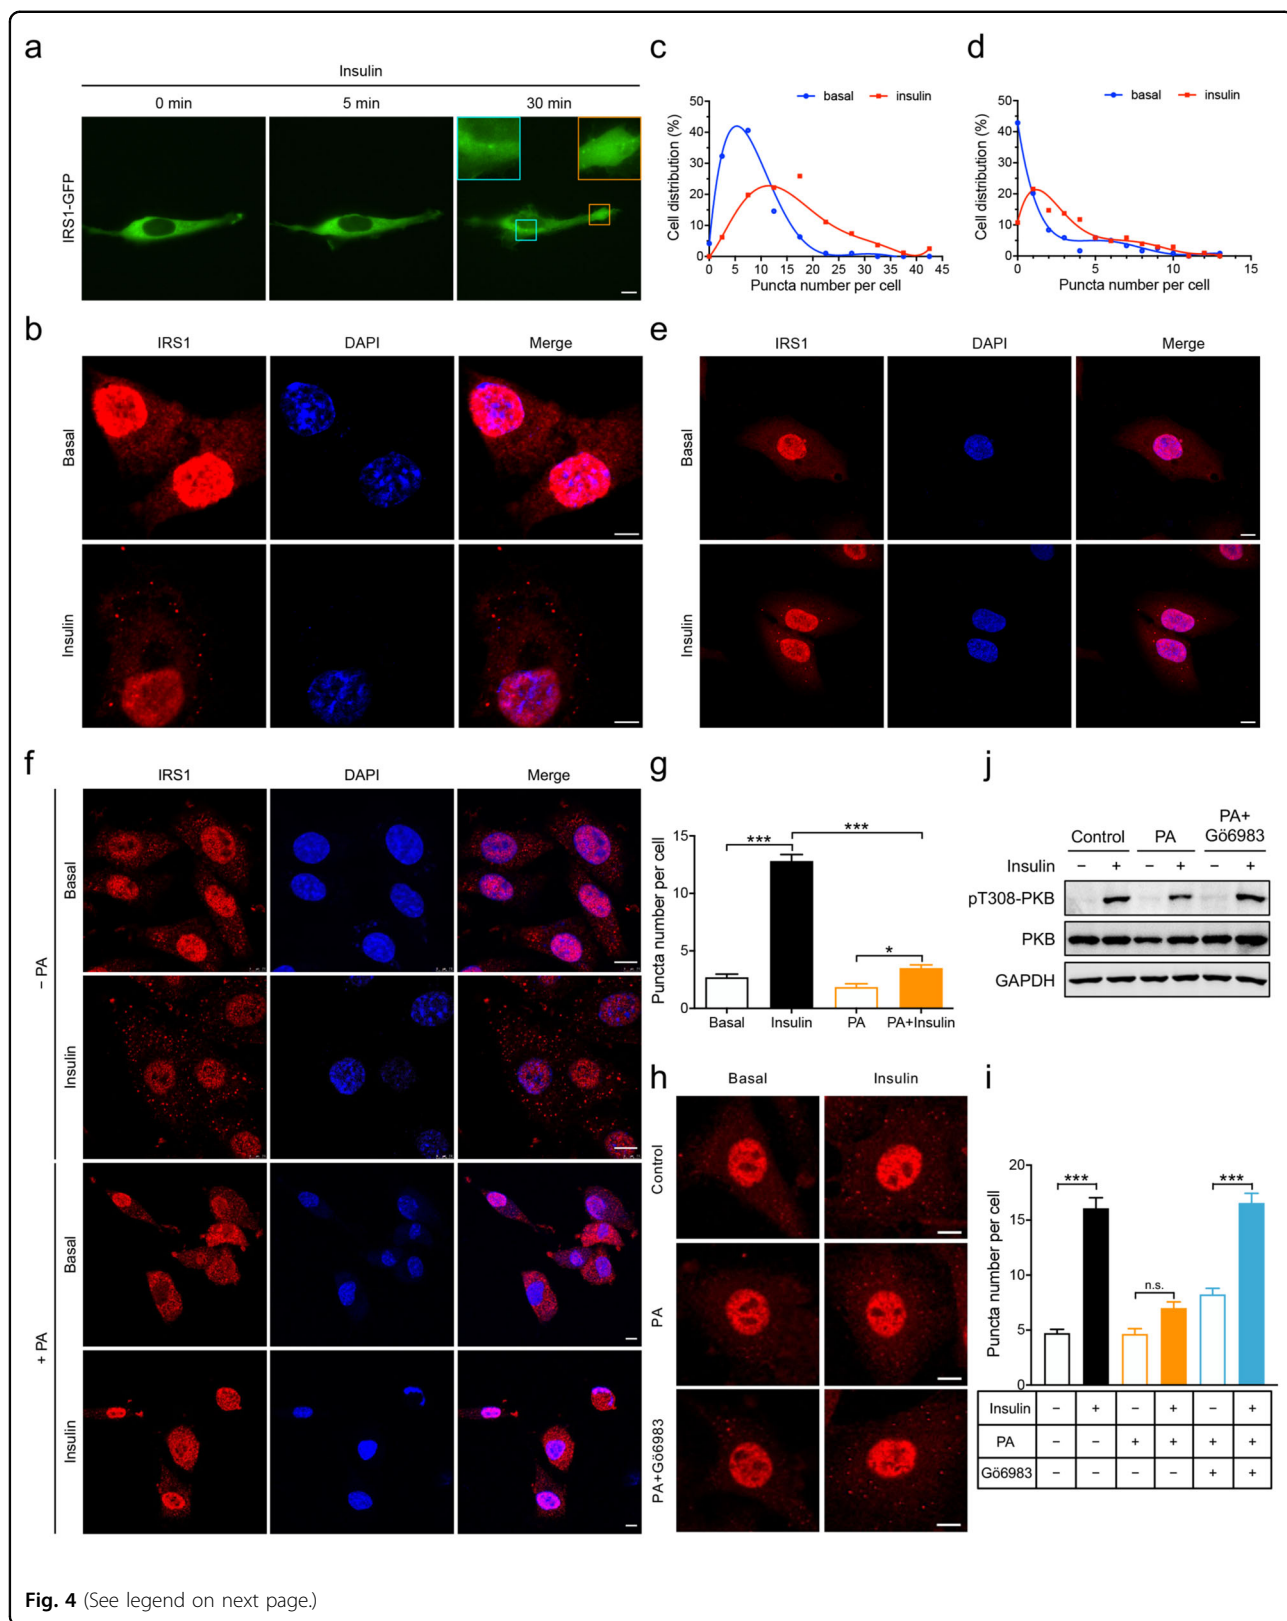 a
Insulin
0 min 5 min 30 min
IRS1-GFP
c
basal insulin
Cell distribution (%)
50
40
30
20
10
0
0 5 10 15 20 25 30 35 40 45
Puncta number per cell
d
basal insulin
Cell distribution (%)
50
40
30
20
10
0
0 5 10 15
Puncta number per cell
b
IRS1 DAPI Merge
Basal
Insulin
e
IRS1 DAPI Merge
Basal
Insulin
f
IRS1 DAPI Merge
– PA
Basal
Insulin
+ PA
Basal
Insulin
g
Puncta number per cell
15
10
5
0
*** ***
*
Basal Insulin PA PA+Insulin
j
Control PA PA+
Gö6983
Insulin – + – + – +
pT308-PKB
PKB
GAPDH
h
Basal Insulin
Control
PA
PA+Gö6983
i
Puncta number per cell
20
15
10
5
0
*** n.s. ***
Insulin – + – + – +
PA – – + + + +
Gö6983 – – – – + +
Fig. 4 (See legend on next page.)